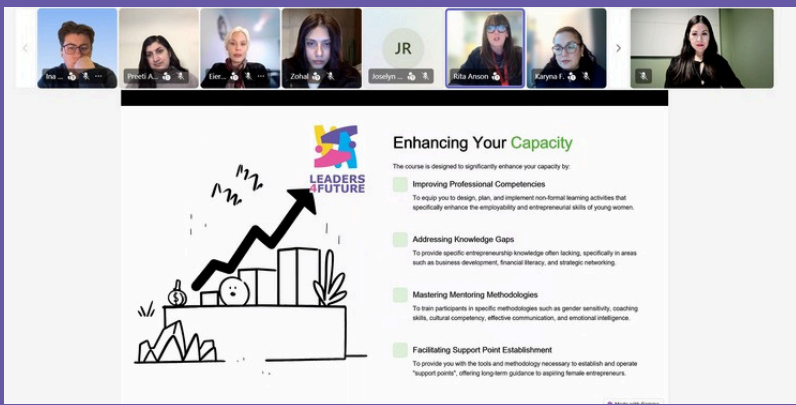 Ina ...
Preeti A...
Eier...
Zohal
JR
Joselyn ...
Rita Anson
Karyna F.
LEADERS
4FUTURE
Enhancing Your Capacity
The course is designed to significantly enhance your capacity by:
Improving Professional Competencies
To equip you to design, plan, and implement non-formal learning activities that
specifically enhance the employability and entrepreneurial skills of young women.
Addressing Knowledge Gaps
To provide specific entrepreneurship knowledge often lacking, specifically in areas
such as business development, financial literacy, and strategic networking.
Mastering Mentoring Methodologies
To train participants in specific methodologies such as gender sensitivity, coaching
skills, cultural competency, effective communication, and emotional intelligence.
Facilitating Support Point Establishment
To provide you with the tools and methodology necessary to establish and operate
"support points", offering long-term guidance to aspiring female entrepreneurs.
$